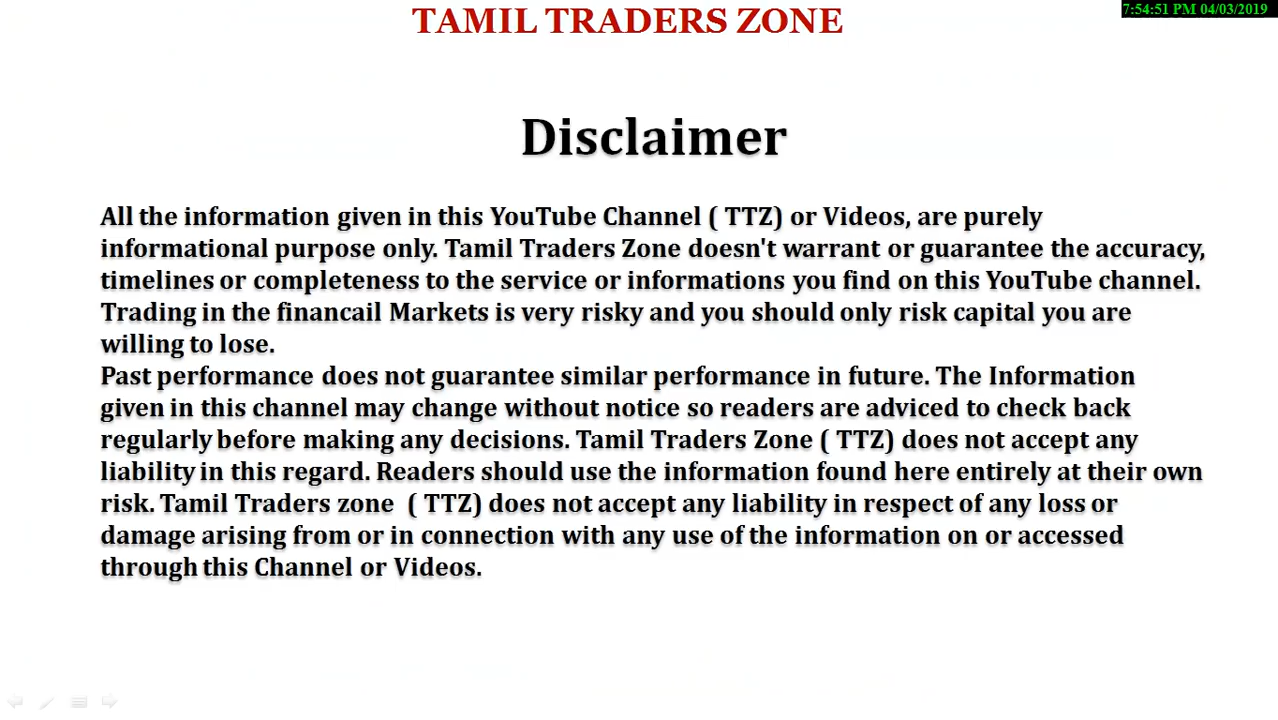 TAMIL TRADERS ZONE
7:54:51 PM 04/03/2019
Disclaimer
All the information given in this YouTube Channel ( TTZ) or Videos, are purely
informational purpose only. Tamil Traders Zone doesn't warrant or guarantee the accuracy,
timelines or completeness to the service or informations you find on this YouTube channel.
Trading in the financail Markets is very risky and you should only risk capital you are
willing to lose.
Past performance does not guarantee similar performance in future. The Information
given in this channel may change without notice so readers are adviced to check back
regularly before making any decisions. Tamil Traders Zone ( TTZ) does not accept any
liability in this regard. Readers should use the information found here entirely at their own
risk. Tamil Traders zone  ( TTZ) does not accept any liability in respect of any loss or
damage arising from or in connection with any use of the information on or accessed
through this Channel or Videos.